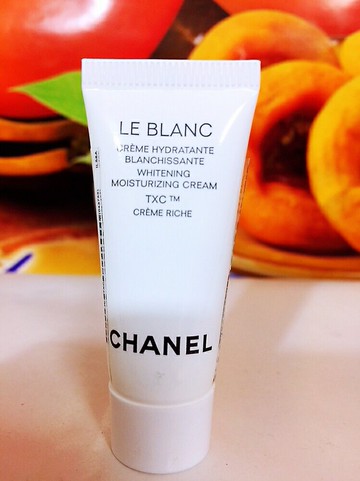 LE BLANC
CRÈME HYDRATANTE
BLANCHISSANTE
WHITENING
MOISTURIZING CREAM
TXC™
CRÈME RICHE
CHANEL